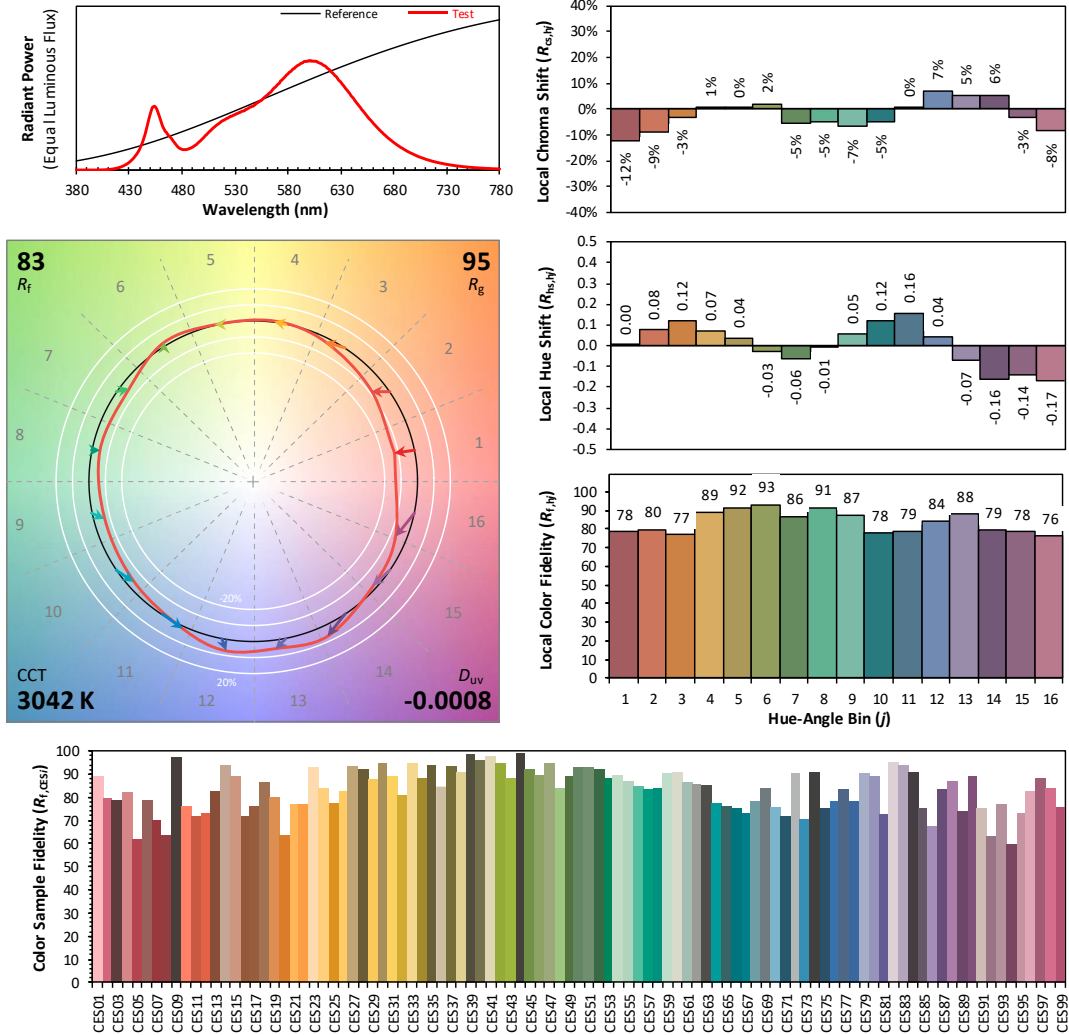 Radiant Power
(Equal Luminous Flux)
Reference
Test
380 430 480 530 580 630 680 730 780
Wavelength (nm)
Local Chroma Shift (Rcs,hj)
40%
30%
20%
10%
0%
-10%
-20%
-30%
-40%
-12% -9% -3% 1% 0% 2% -5% -5% -7% -5% 0% 7% 5% 6% -3% -8%
83
Rf
95
Rg
5 4
6 3
7 2
8 1
9 16
10 15
11 14
12 13
-20%
20%
CCT
3042 K
Duv
-0.0008
Local Hue Shift (Rhs,hj)
0.5
0.4
0.3
0.2
0.1
0.0
-0.1
-0.2
-0.3
-0.4
-0.5
0.00 0.08 0.12 0.07 0.04 -0.03 -0.06 -0.01 0.05 0.12 0.16 0.04 -0.07 -0.16 -0.14 -0.17
Local Color Fidelity (Rf,hj)
100
90
80
70
60
50
40
30
20
10
0
78 80 77 89 92 93 86 91 87 78 79 84 88 79 78 76
1 2 3 4 5 6 7 8 9 10 11 12 13 14 15 16
Hue-Angle Bin (j)
Color Sample Fidelity (Rf,CESi)
100
90
80
70
60
50
40
30
20
10
0
CES01 CES03 CES05 CES07 CES09 CES11 CES13 CES15 CES17 CES19 CES21 CES23 CES25 CES27 CES29 CES31 CES33 CES35 CES37 CES39 CES41 CES43 CES45 CES47 CES49 CES51 CES53 CES55 CES57 CES59 CES61 CES63 CES65 CES67 CES69 CES71 CES73 CES75 CES77 CES79 CES81 CES83 CES85 CES87 CES89 CES91 CES93 CES95 CES97 CES99